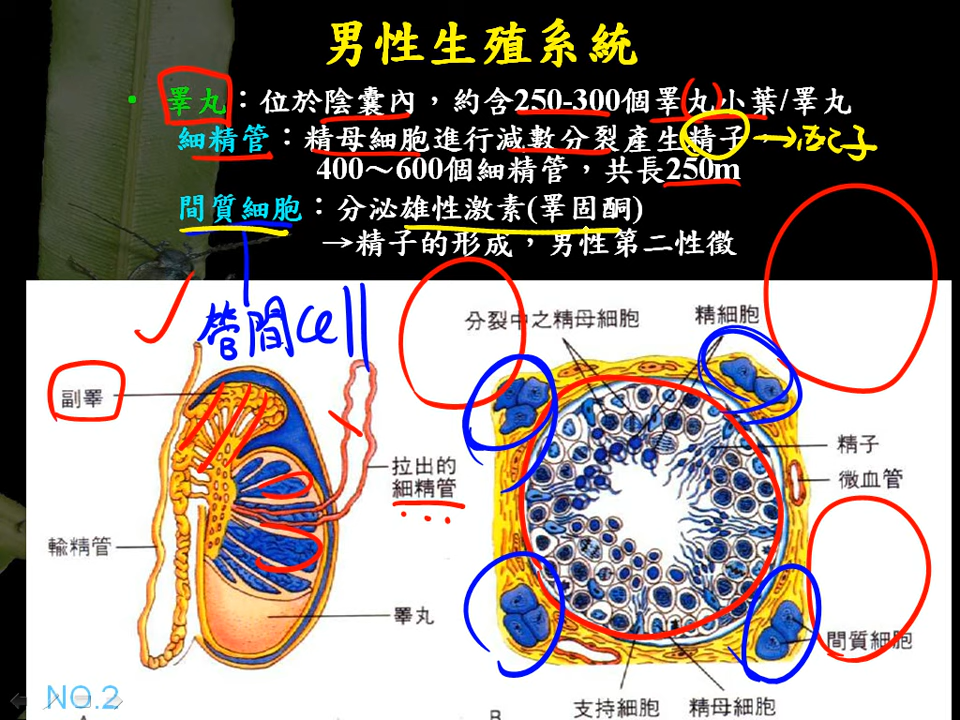 男性生殖系統
• 睪丸：位於陰囊內，約含250-300個睪丸小葉/睪丸
細精管：精母細胞進行減數分裂產生精子，
400～600個細精管，共長250m
間質細胞：分泌雄性激素(睪固酮)
→精子的形成，男性第二性徵
管間cell
分裂中之精母細胞
精細胞
副睪
精子
拉出的
細精管
微血管
輸精管
睪丸
間質細胞
支持細胞
精母細胞
NO.2
A
B